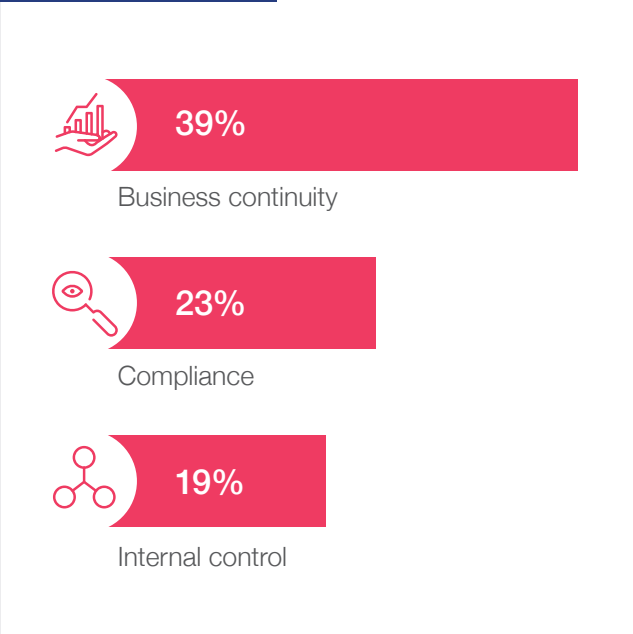 39%
Business continuity
23%
Compliance
19%
Internal control